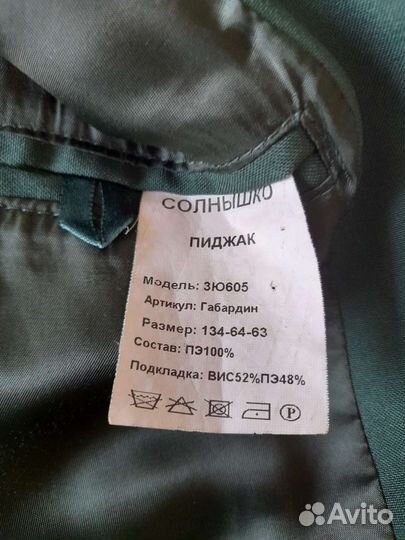 СОЛНЫШКО
ПИДЖАК
Модель: 3Ю605
Артикул: Габардин
Размер: 134-64-63
Состав: ПЭ100%
Подкладка: ВИС52%ПЭ48%
P
Avito